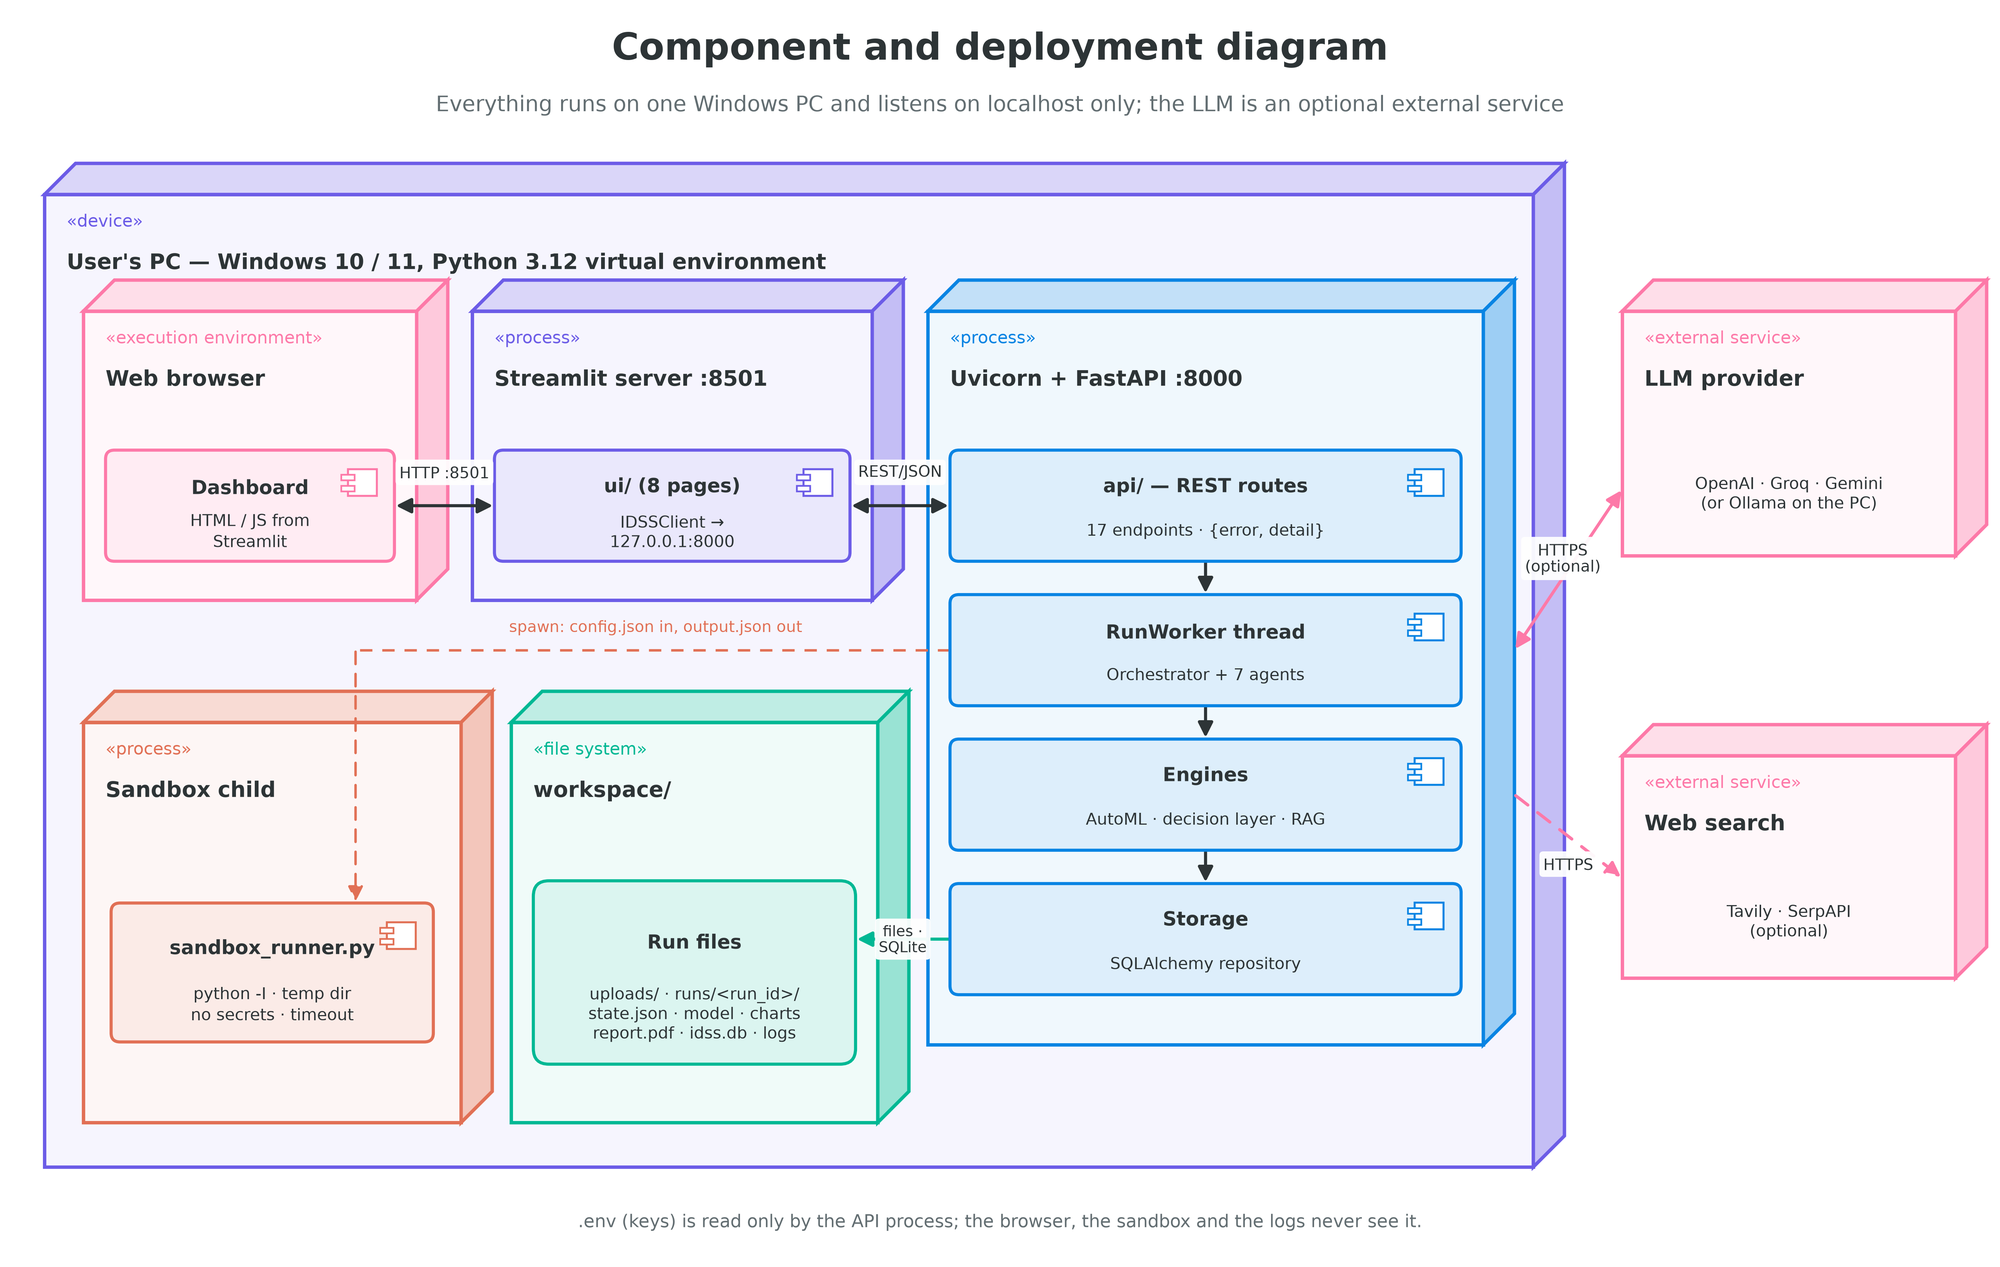 Component and deployment diagram
Everything runs on one Windows PC and listens on localhost only; the LLM is an optional external service
«device»
User's PC — Windows 10 / 11, Python 3.12 virtual environment
«execution environment»
Web browser
Dashboard
HTML / JS from
Streamlit
HTTP :8501
«process»
Streamlit server :8501
ui/ (8 pages)
IDSSClient →
127.0.0.1:8000
REST/JSON
«process»
Uvicorn + FastAPI :8000
api/ — REST routes
17 endpoints · {error, detail}
RunWorker thread
Orchestrator + 7 agents
Engines
AutoML · decision layer · RAG
Storage
SQLAlchemy repository
spawn: config.json in, output.json out
«process»
Sandbox child
sandbox_runner.py
python -I · temp dir
no secrets · timeout
«file system»
workspace/
Run files
uploads/ · runs/<run_id>/
state.json · model · charts
report.pdf · idss.db · logs
files ·
SQLite
HTTPS
(optional)
«external service»
LLM provider
OpenAI · Groq · Gemini
(or Ollama on the PC)
HTTPS
«external service»
Web search
Tavily · SerpAPI
(optional)
.env (keys) is read only by the API process; the browser, the sandbox and the logs never see it.